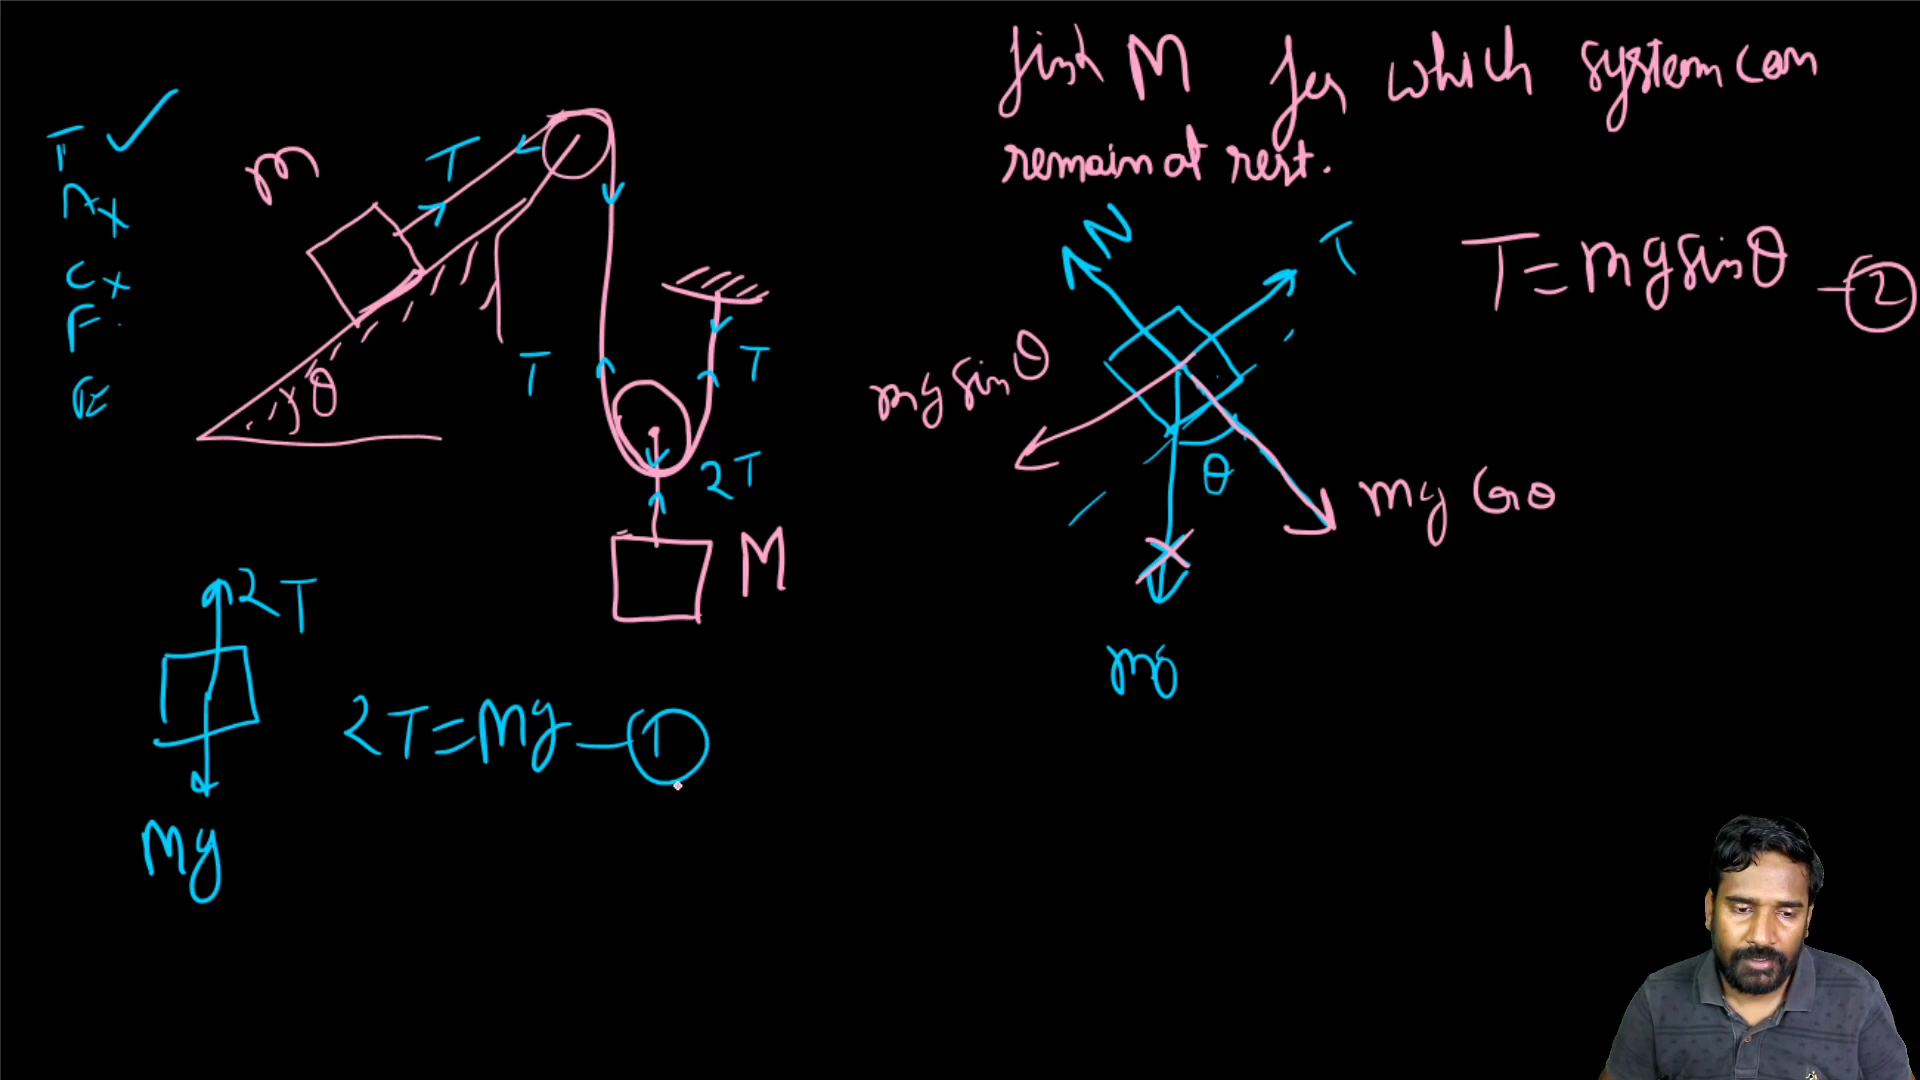 find M for which system can
remain at rest.
T ✓
A x
C x
F
E
m
T
θ
T
T
2T
M
N
T
mg sinθ
θ
mg Cosθ
mg
T = mg sinθ — ②
2T
Mg
2T = Mg — ①